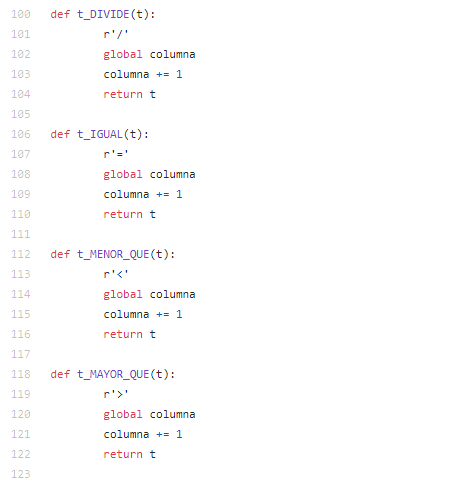 100 def t_DIVIDE(t):
101 r'/'
102 global columna
103 columna += 1
104 return t
105
106 def t_IGUAL(t):
107 r'='
108 global columna
109 columna += 1
110 return t
111
112 def t_MENOR_QUE(t):
113 r'<'
114 global columna
115 columna += 1
116 return t
117
118 def t_MAYOR_QUE(t):
119 r'>'
120 global columna
121 columna += 1
122 return t
123